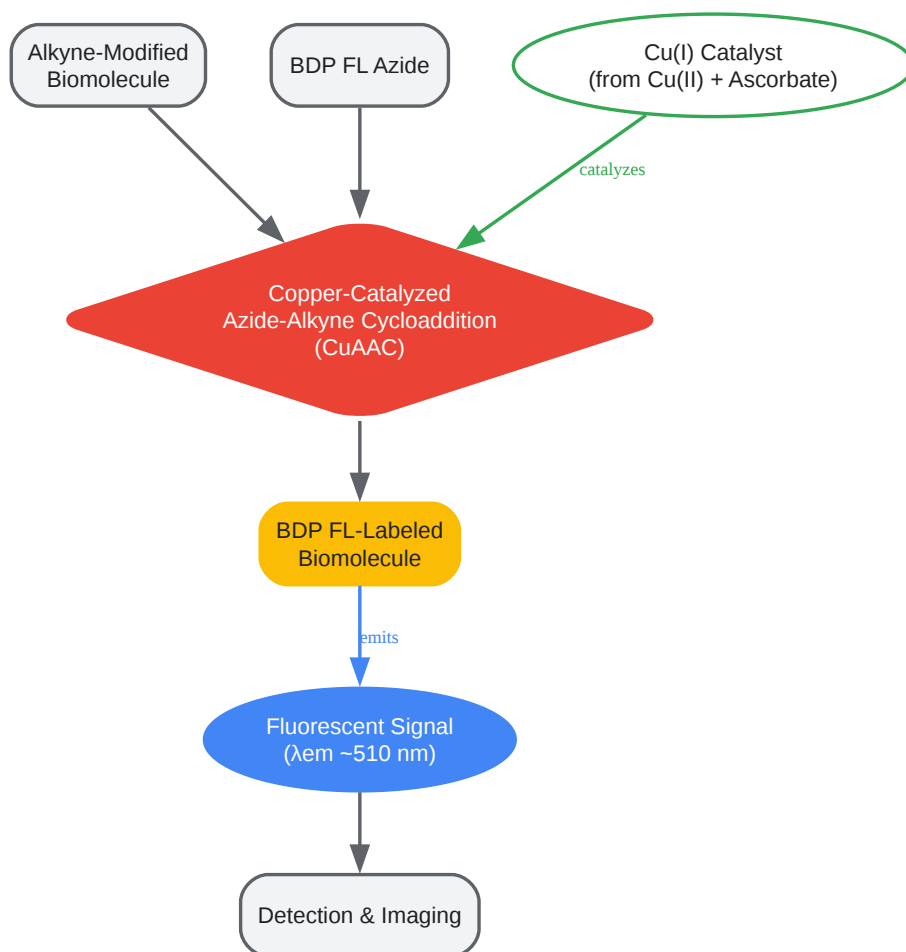 Alkyne-Modified
Biomolecule
BDP FL Azide
Cu(I) Catalyst
(from Cu(II) + Ascorbate)
catalyzes
Copper-Catalyzed
Azide-Alkyne Cycloaddition
(CuAAC)
BDP FL-Labeled
Biomolecule
emits
Fluorescent Signal
(λem ~510 nm)
Detection & Imaging